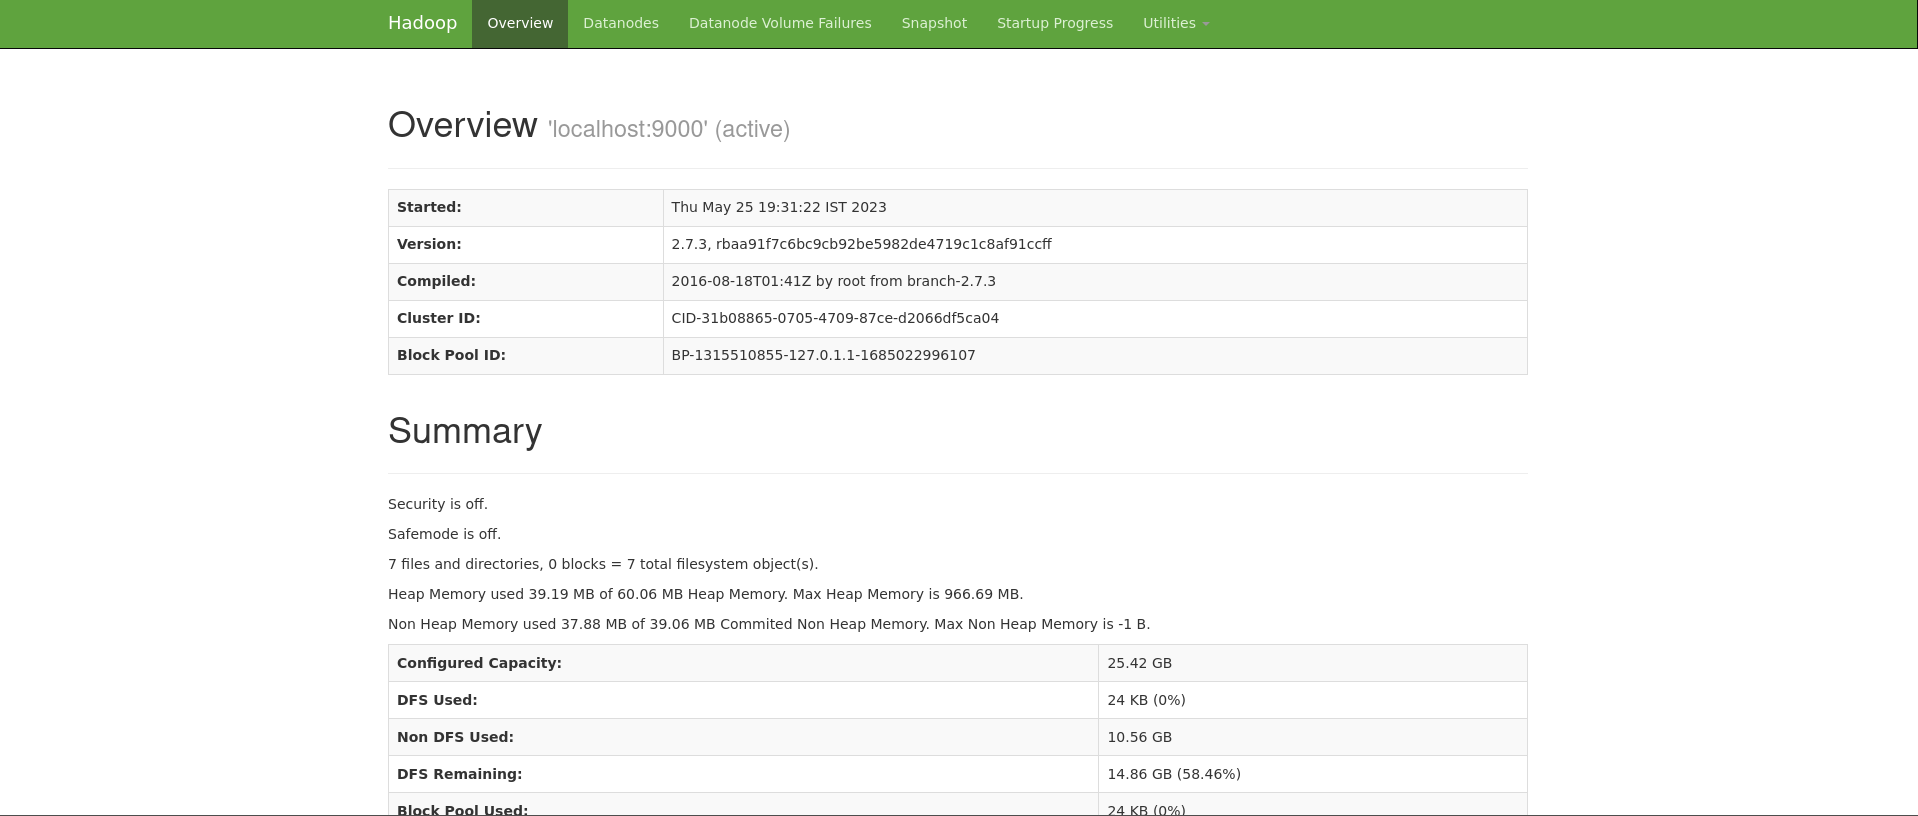 Hadoop Overview Datanodes Datanode Volume Failures Snapshot Startup Progress Utilities
Overview 'localhost:9000' (active)
Started: Thu May 25 19:31:22 IST 2023
Version: 2.7.3, rbaa91f7c6bc9cb92be5982de4719c1c8af91ccff
Compiled: 2016-08-18T01:41Z by root from branch-2.7.3
Cluster ID: CID-31b08865-0705-4709-87ce-d2066df5ca04
Block Pool ID: BP-1315510855-127.0.1.1-1685022996107
Summary
Security is off.
Safemode is off.
7 files and directories, 0 blocks = 7 total filesystem object(s).
Heap Memory used 39.19 MB of 60.06 MB Heap Memory. Max Heap Memory is 966.69 MB.
Non Heap Memory used 37.88 MB of 39.06 MB Commited Non Heap Memory. Max Non Heap Memory is -1 B.
Configured Capacity: 25.42 GB
DFS Used: 24 KB (0%)
Non DFS Used: 10.56 GB
DFS Remaining: 14.86 GB (58.46%)
Block Pool Used: 24 KB (0%)